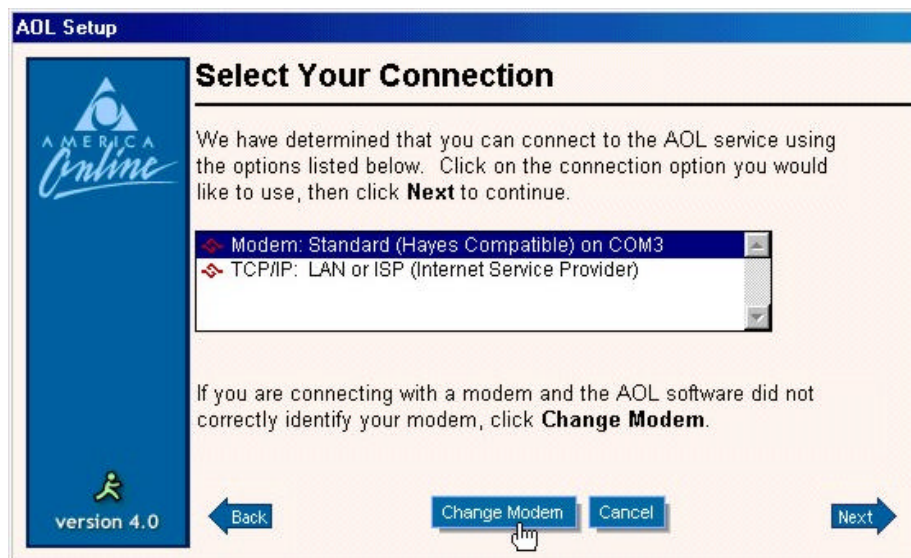 AOL Setup
AMERICA
Online
Select Your Connection
We have determined that you can connect to the AOL service using
the options listed below.  Click on the connection option you would
like to use, then click Next to continue.
Modem: Standard (Hayes Compatible) on COM3
TCP/IP:  LAN or ISP (Internet Service Provider)
If you are connecting with a modem and the AOL software did not
correctly identify your modem, click Change Modem.
version 4.0
Back
Change Modem
Cancel
Next